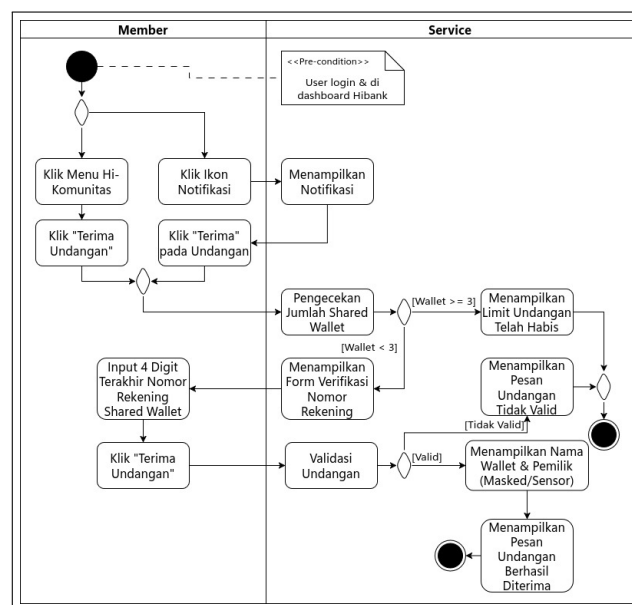 Member
Service
<<Pre-condition>>
User login & di
dashboard Hibank
Klik Menu Hi-
Komunitas
Klik Ikon
Notifikasi
Menampilkan
Notifikasi
Klik "Terima
Undangan"
Klik "Terima"
pada Undangan
Pengecekan
Jumlah Shared
Wallet
[Wallet >= 3]
Menampilkan
Limit Undangan
Telah Habis
[Wallet < 3]
Input 4 Digit
Terakhir Nomor
Rekening
Shared Wallet
Menampilkan
Form Verifikasi
Nomor
Rekening
Menampilkan
Pesan
Undangan
Tidak Valid
[Tidak Valid]
Klik "Terima
Undangan"
Validasi
Undangan
[Valid]
Menampilkan Nama
Wallet & Pemilik
(Masked/Sensor)
Menampilkan
Pesan
Undangan
Berhasil
Diterima